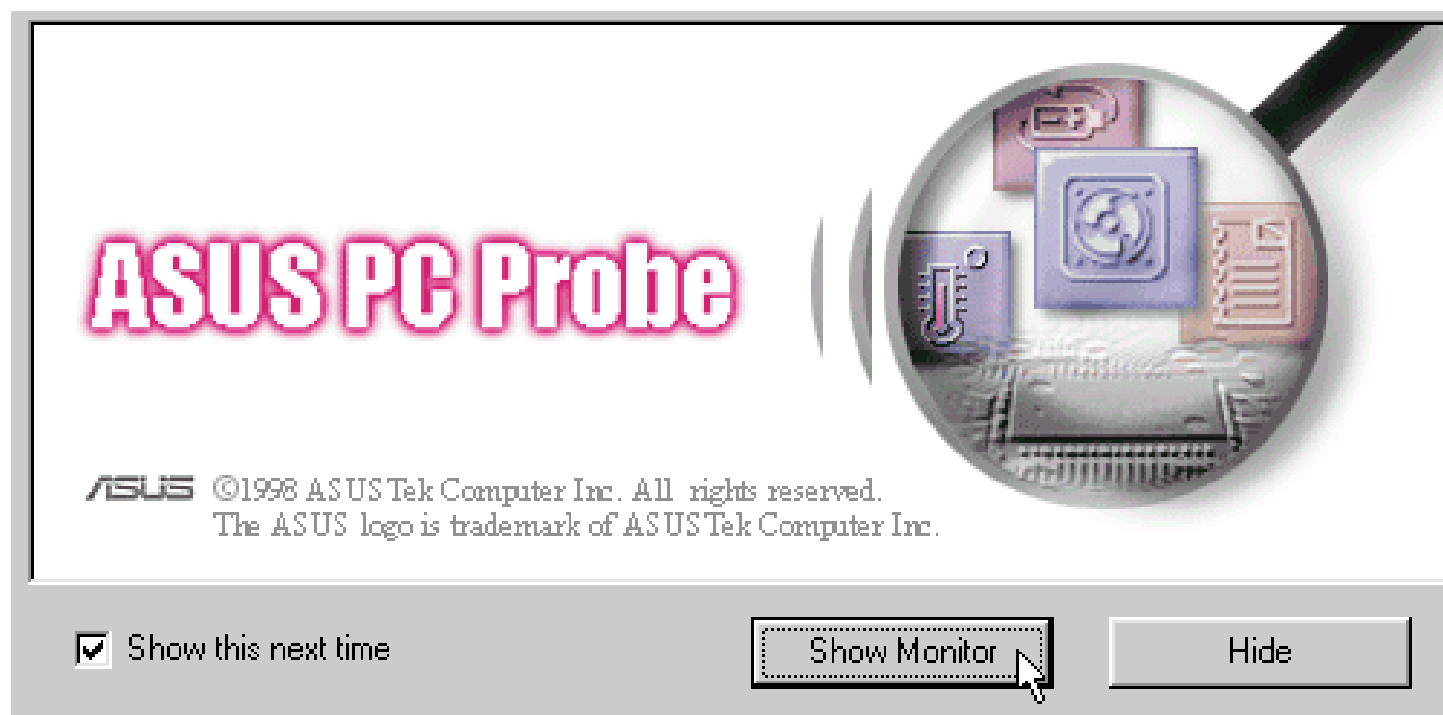 ASUS PC Probe
ASUS ©1998 ASUSTek Computer Inc. All rights reserved.
The ASUS logo is trademark of ASUSTek Computer Inc.
Show this next time
Show Monitor
Hide